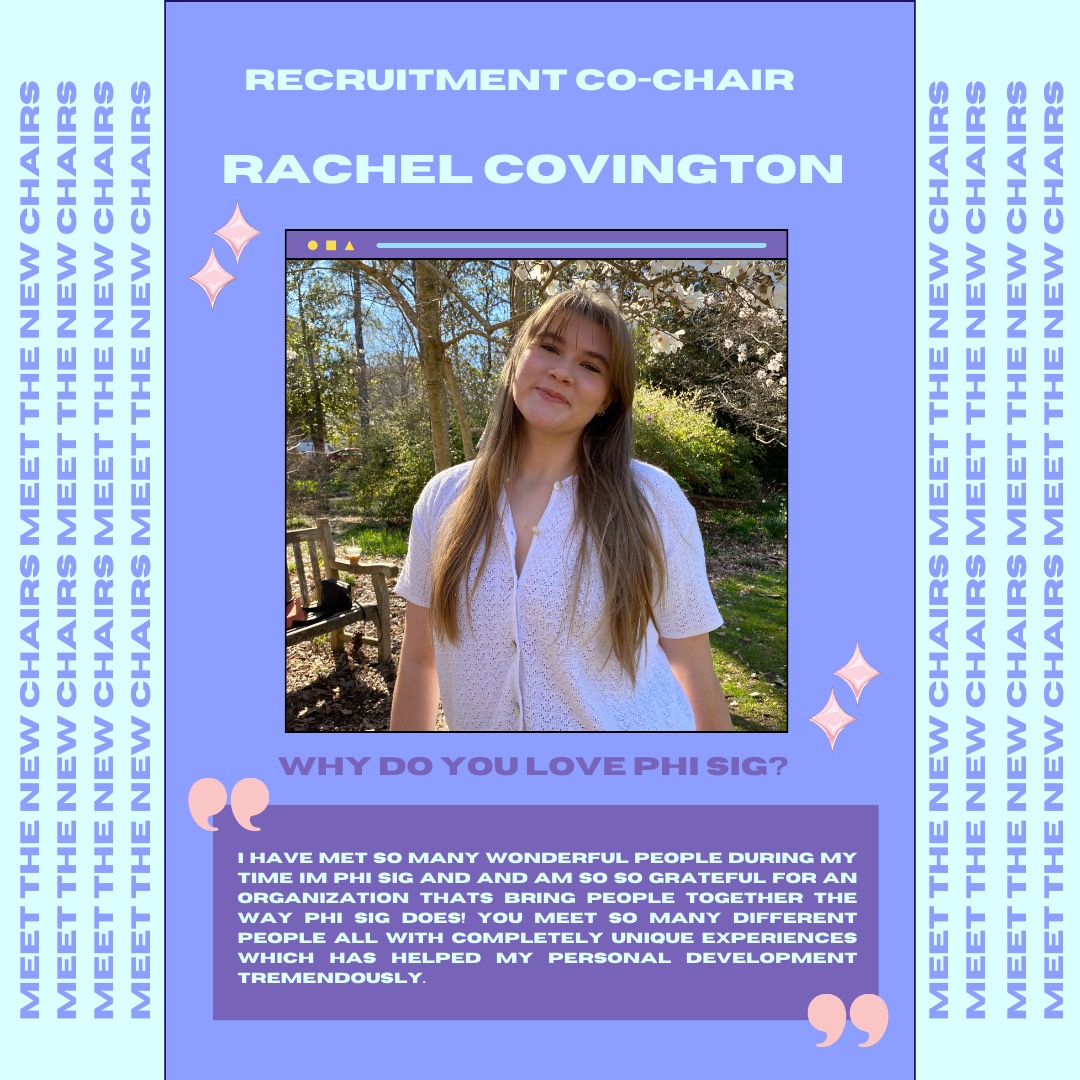 MEET THE NEW CHAIRS MEET THE NEW CHAIRS
MEET THE NEW CHAIRS MEET THE NEW CHAIRS
MEET THE NEW CHAIRS MEET THE NEW CHAIRS
MEET THE NEW CHAIRS MEET THE NEW CHAIRS
RECRUITMENT CO-CHAIR
RACHEL COVINGTON
WHY DO YOU LOVE PHI SIG?
I HAVE MET SO MANY WONDERFUL PEOPLE DURING MY
TIME IM PHI SIG AND AND AM SO SO GRATEFUL FOR AN
ORGANIZATION THATS BRING PEOPLE TOGETHER THE
WAY PHI SIG DOES! YOU MEET SO MANY DIFFERENT
PEOPLE ALL WITH COMPLETELY UNIQUE EXPERIENCES
WHICH HAS HELPED MY PERSONAL DEVELOPMENT
TREMENDOUSLY.
MEET THE NEW CHAIRS MEET THE NEW CHAIRS
MEET THE NEW CHAIRS MEET THE NEW CHAIRS
MEET THE NEW CHAIRS MEET THE NEW CHAIRS
MEET THE NEW CHAIRS MEET THE NEW CHAIRS